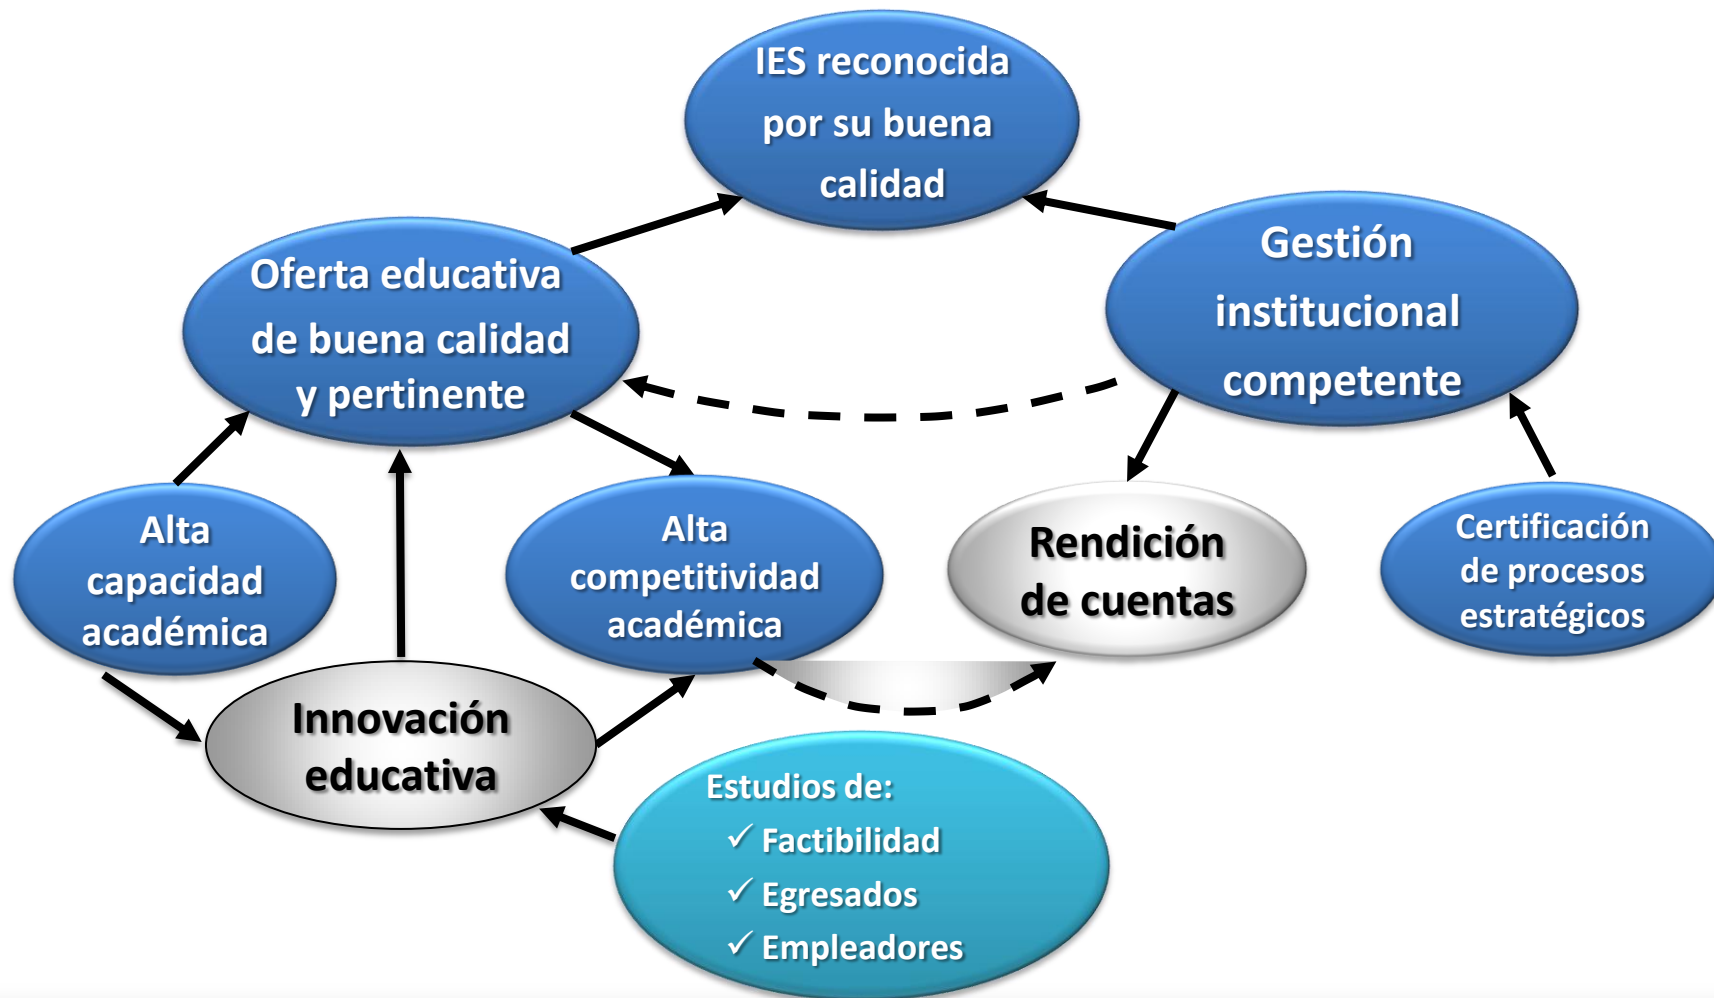 IES reconocida
por su buena
calidad
Oferta educativa
de buena calidad
y pertinente
Gestión
institucional
competente
Alta
capacidad
académica
Alta
competitividad
académica
Rendición
de cuentas
Certificación
de procesos
estratégicos
Innovación
educativa
Estudios de:
✓ Factibilidad
✓ Egresados
✓ Empleadores